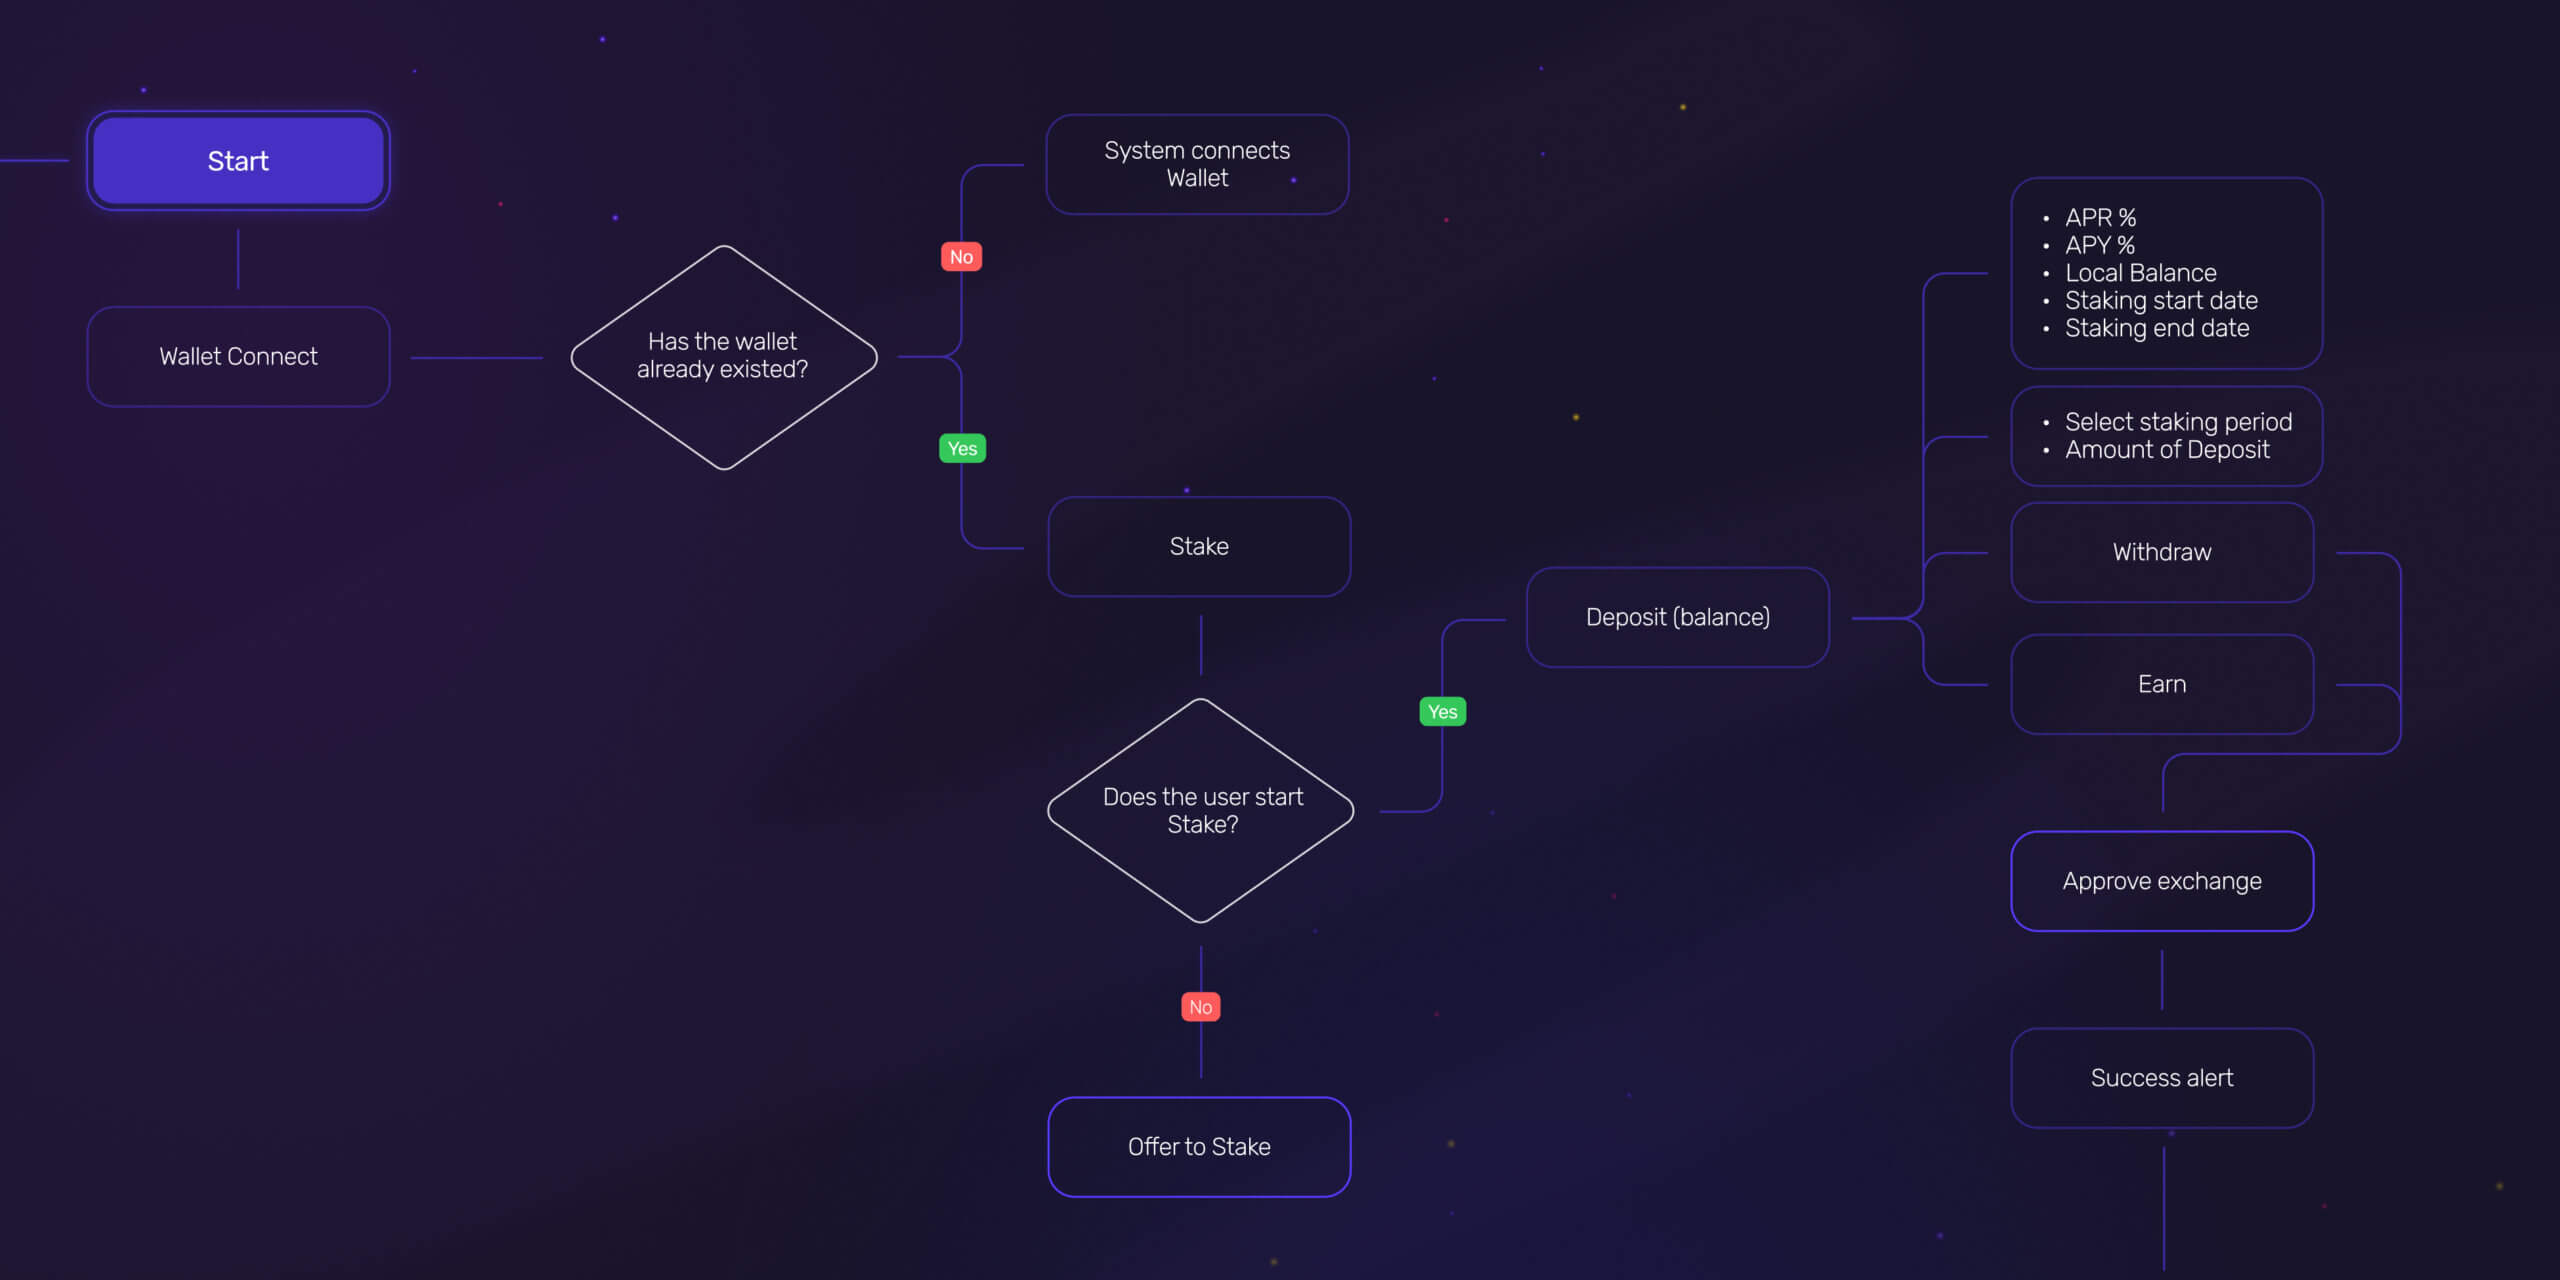 Start
Wallet Connect
Has the wallet
already existed?
No
Yes
System connects
Wallet
Stake
Does the user start
Stake?
Yes
No
Offer to Stake
Deposit (balance)
• APR %
• APY %
• Local Balance
• Staking start date
• Staking end date
• Select staking period
• Amount of Deposit
Withdraw
Earn
Approve exchange
Success alert